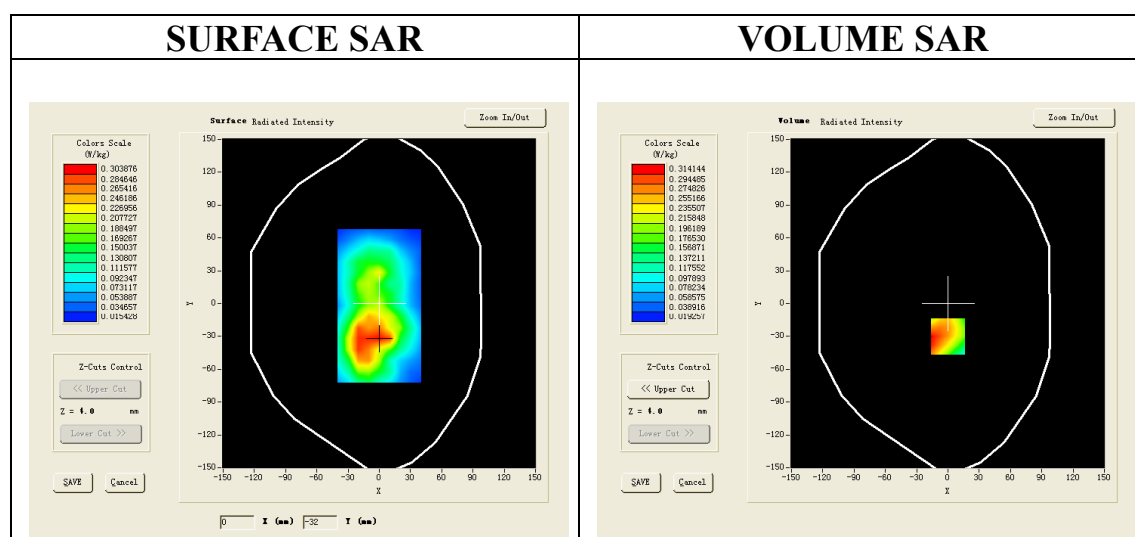 SURFACE SAR
Surface Radiated Intensity
Zoom In/Out
Colors Scale
(W/kg)
0.303876
0.284646
0.265416
0.246186
0.226956
0.207727
0.188497
0.169267
0.150037
0.130807
0.111577
0.092347
0.073117
0.053887
0.034657
0.015428
150
120
90
60
30
0
-30
-60
-90
-120
-150
Y
-150 -120 -90 -60 -30 0 30 60 90 120 150
X
Z-Cuts Control
<< Upper Cut
Z = 4.0 mm
Lower Cut >>
SAVE Cancel
0 X (mm) -32 Y (mm)
VOLUME SAR
Volume Radiated Intensity
Zoom In/Out
Colors Scale
(W/kg)
0.314144
0.294485
0.274826
0.255166
0.235507
0.215848
0.196189
0.176530
0.156871
0.137211
0.117552
0.097893
0.078234
0.058575
0.038916
0.019257
150
120
90
60
30
0
-30
-60
-90
-120
-150
Y
-150 -120 -90 -60 -30 0 30 60 90 120 150
X
Z-Cuts Control
<< Upper Cut
Z = 4.0 mm
Lower Cut >>
SAVE Cancel